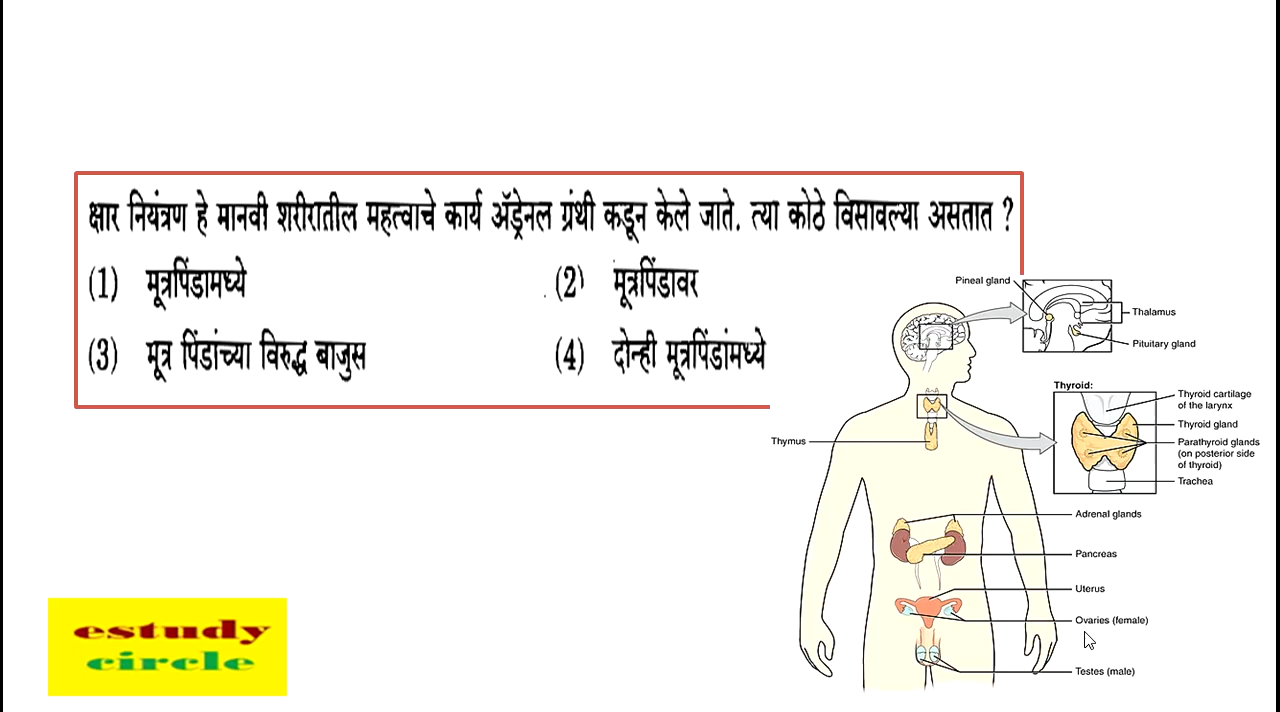 क्षार नियंत्रण हे मानवी शरीरातील महत्वाचे कार्य ॲड्रेनल ग्रंथी कडून केले जाते. त्या कोठे विसावल्या असतात ?
(1) मूत्रपिंडामध्ये (2) मूत्रपिंडावर
(3) मूत्र पिंडांच्या विरुद्ध बाजुस (4) दोन्ही मूत्रपिंडांमध्ये
Pineal gland
Thalamus
Pituitary gland
Thyroid:
Thyroid cartilage
of the larynx
Thyroid gland
Parathyroid glands
(on posterior side
of thyroid)
Trachea
Thymus
Adrenal glands
Pancreas
Uterus
Ovaries (female)
Testes (male)
estudy
circle